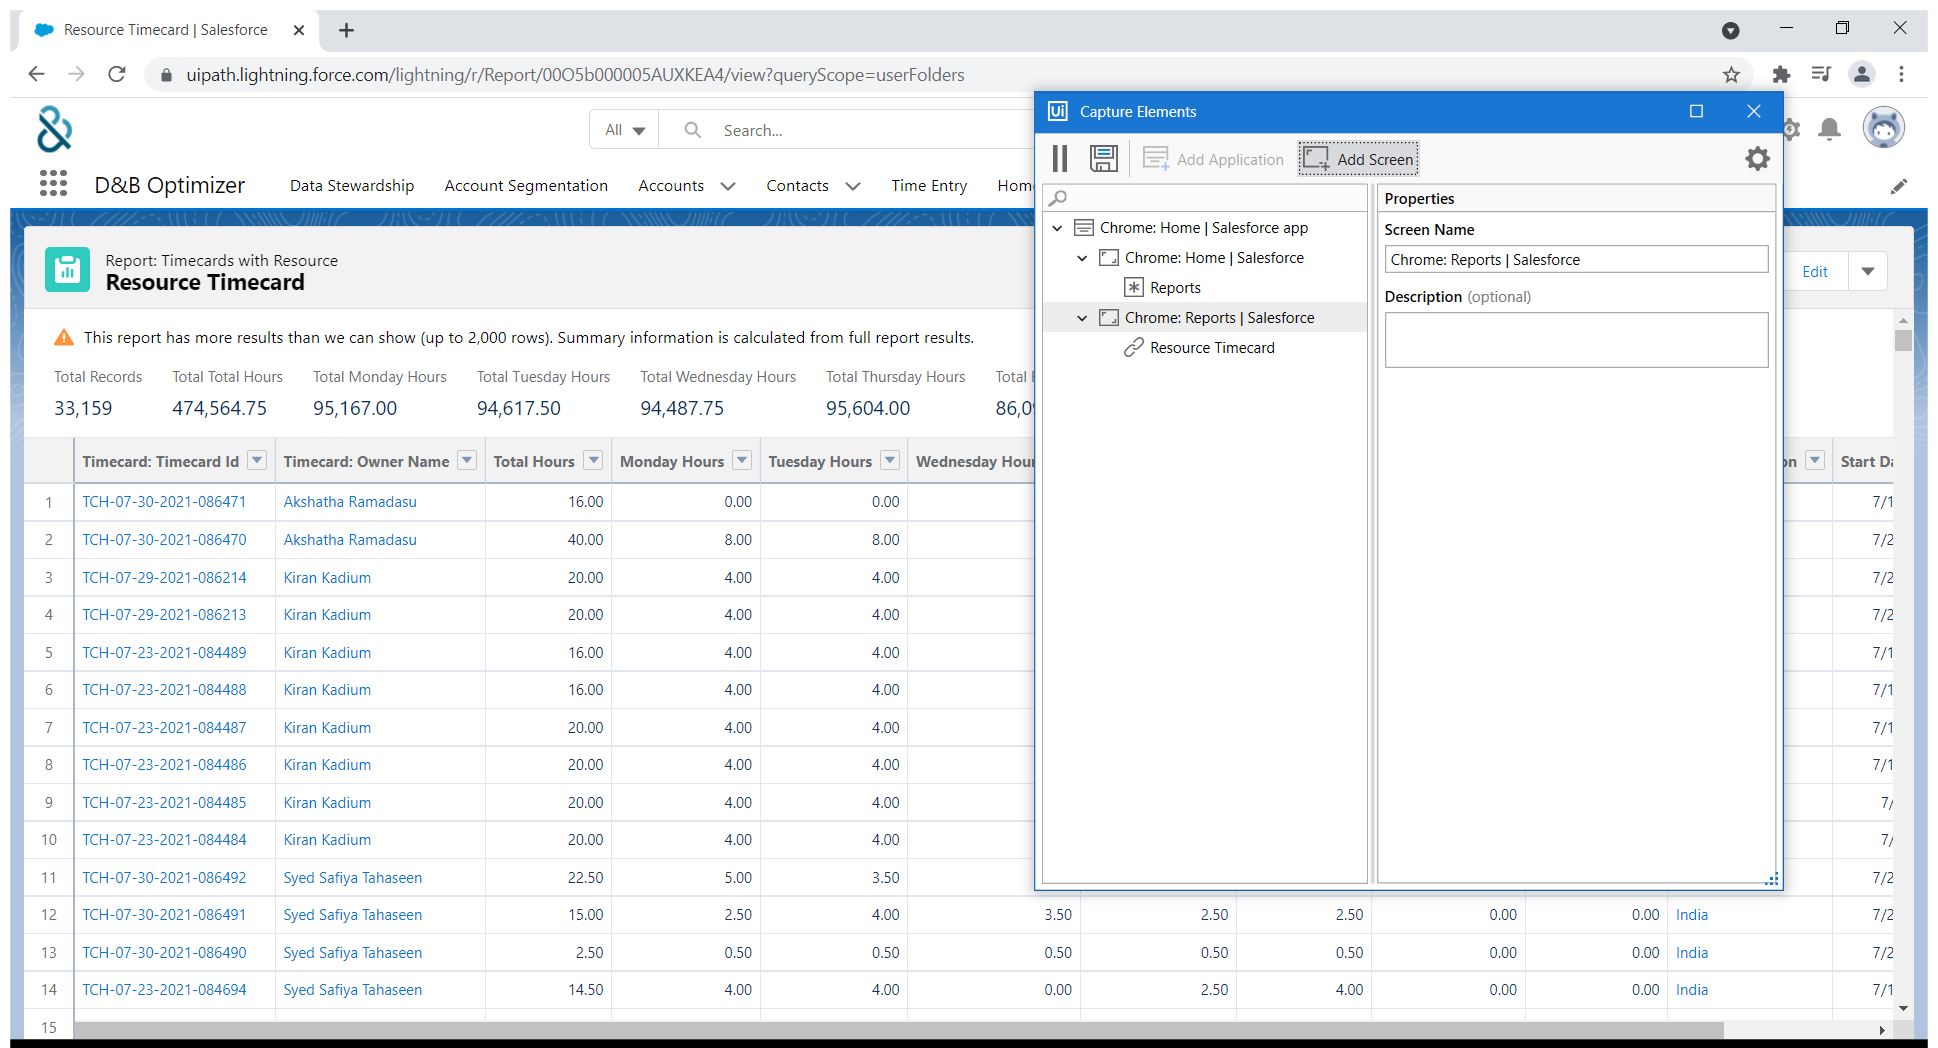 Resource Timecard | Salesforce
uipath.lightning.force.com/lightning/r/Report/00O5b000005AUXKEA4/view?queryScope=userFolders
All Search...
D&B Optimizer Data Stewardship Account Segmentation Accounts Contacts Time Entry
Report: Timecards with Resource
Resource Timecard
Edit
This report has more results than we can show (up to 2,000 rows). Summary information is calculated from full report results.
Total Records Total Total Hours Total Monday Hours Total Tuesday Hours Total Wednesday Hours Total Thursday Hours Total
33,159 474,564.75 95,167.00 94,617.50 94,487.75 95,604.00
Timecard: Timecard Id Timecard: Owner Name Total Hours Monday Hours Tuesday Hours Wednesday Start
1 TCH-07-30-2021-086471 Akshatha Ramadasu 16.00 0.00 0.00 7/1
2 TCH-07-30-2021-086470 Akshatha Ramadasu 40.00 8.00 8.00 7/2
3 TCH-07-29-2021-086214 Kiran Kadium 20.00 4.00 4.00 7/2
4 TCH-07-29-2021-086213 Kiran Kadium 20.00 4.00 4.00 7/2
5 TCH-07-23-2021-084489 Kiran Kadium 16.00 4.00 4.00 7/1
6 TCH-07-23-2021-084488 Kiran Kadium 16.00 4.00 4.00 7/1
7 TCH-07-23-2021-084487 Kiran Kadium 20.00 4.00 4.00 7/1
8 TCH-07-23-2021-084486 Kiran Kadium 20.00 4.00 4.00 7/1
9 TCH-07-23-2021-084485 Kiran Kadium 20.00 4.00 4.00 7/
10 TCH-07-23-2021-084484 Kiran Kadium 20.00 4.00 4.00 7/
11 TCH-07-30-2021-086492 Syed Safiya Tahaseen 22.50 5.00 3.50 7/2
12 TCH-07-30-2021-086491 Syed Safiya Tahaseen 15.00 2.50 4.00 3.50 2.50 2.50 0.00 0.00 India 7/2
13 TCH-07-30-2021-086490 Syed Safiya Tahaseen 2.50 0.50 0.50 0.50 0.50 0.50 0.00 0.00 India 7/2
14 TCH-07-23-2021-084694 Syed Safiya Tahaseen 14.50 4.00 4.00 0.00 2.50 4.00 0.00 0.00 India 7/1
15
Ui Capture Elements
Add Application Add Screen
Chrome: Home | Salesforce app
Chrome: Home | Salesforce
Reports
Chrome: Reports | Salesforce
Resource Timecard
Properties
Screen Name
Chrome: Reports | Salesforce
Description (optional)